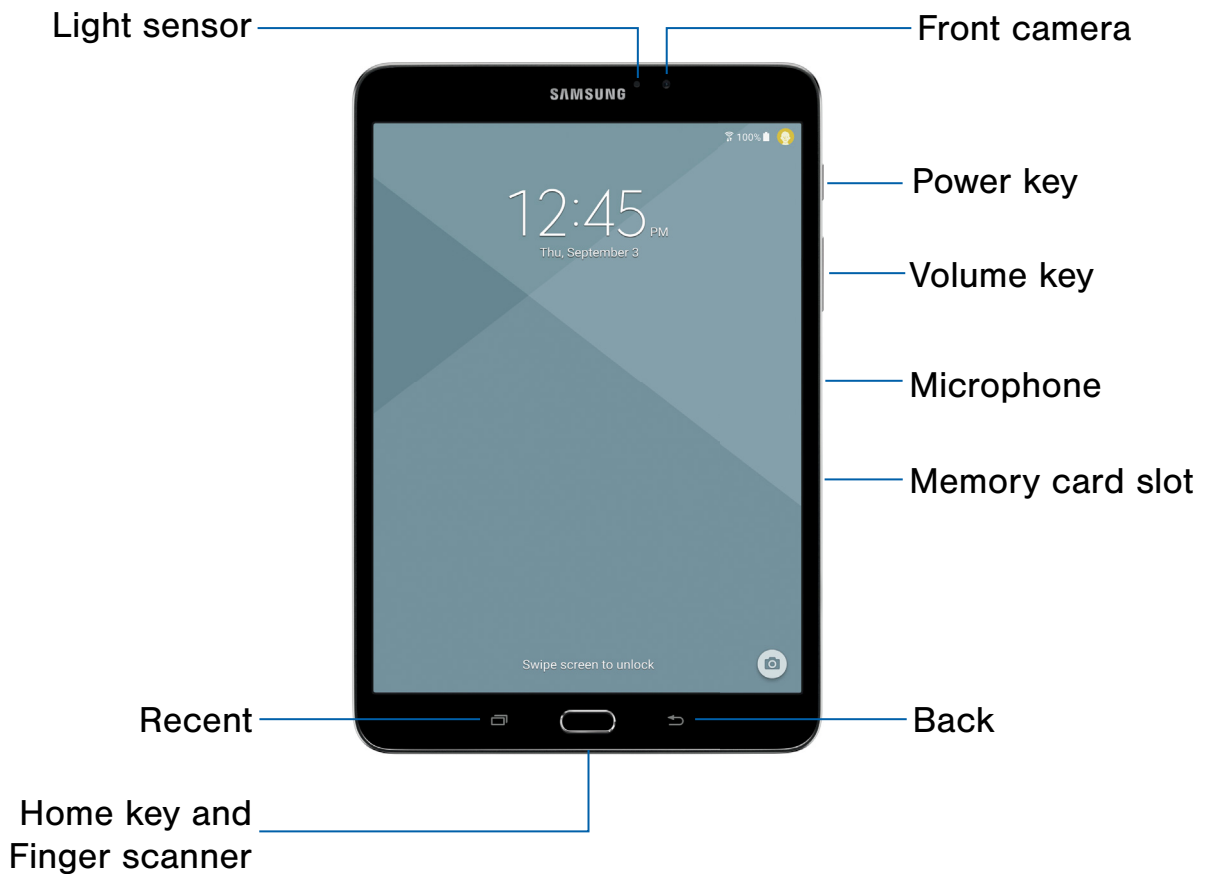 Light sensor
Front camera
SAMSUNG
100%
Power key
12:45 PM
Thu, September 3
Volume key
Microphone
Memory card slot
Swipe screen to unlock
Recent
Back
Home key and
Finger scanner